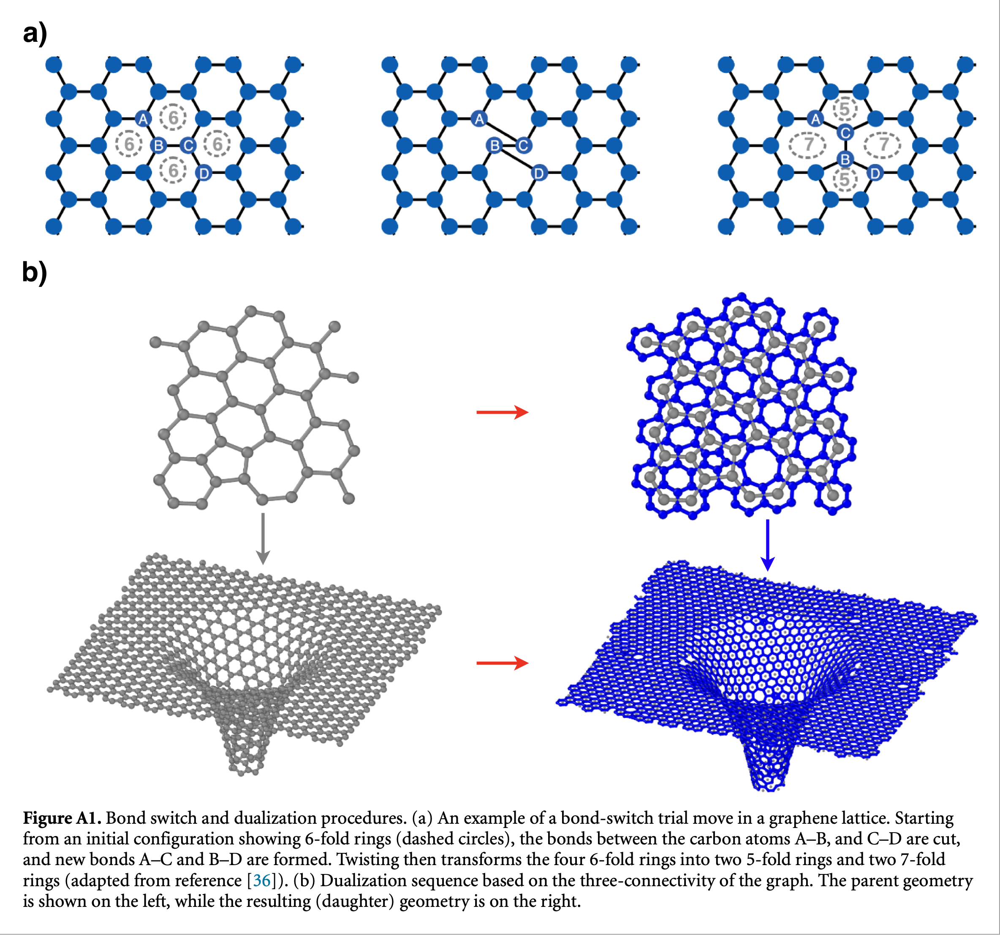 a)
A 6
6 B C 6
6 D
A
B C
D
5
A
C
7 7
B
5 D
b)
Figure A1. Bond switch and dualization procedures. (a) An example of a bond-switch trial move in a graphene lattice. Starting
from an initial configuration showing 6-fold rings (dashed circles), the bonds between the carbon atoms A–B, and C–D are cut,
and new bonds A–C and B–D are formed. Twisting then transforms the four 6-fold rings into two 5-fold rings and two 7-fold
rings (adapted from reference [36]). (b) Dualization sequence based on the three-connectivity of the graph. The parent geometry
is shown on the left, while the resulting (daughter) geometry is on the right.